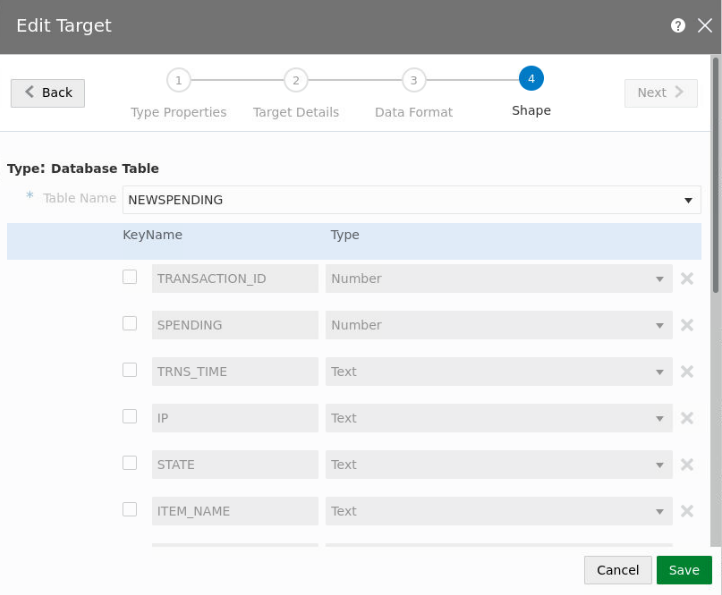 Edit Target
?
Back
1
2
3
4
Next
Type Properties
Target Details
Data Format
Shape
Type: Database Table
* Table Name
NEWSPENDING
Key
Name
Type
TRANSACTION_ID
Number
SPENDING
Number
TRNS_TIME
Text
IP
Text
STATE
Text
ITEM_NAME
Text
Cancel
Save